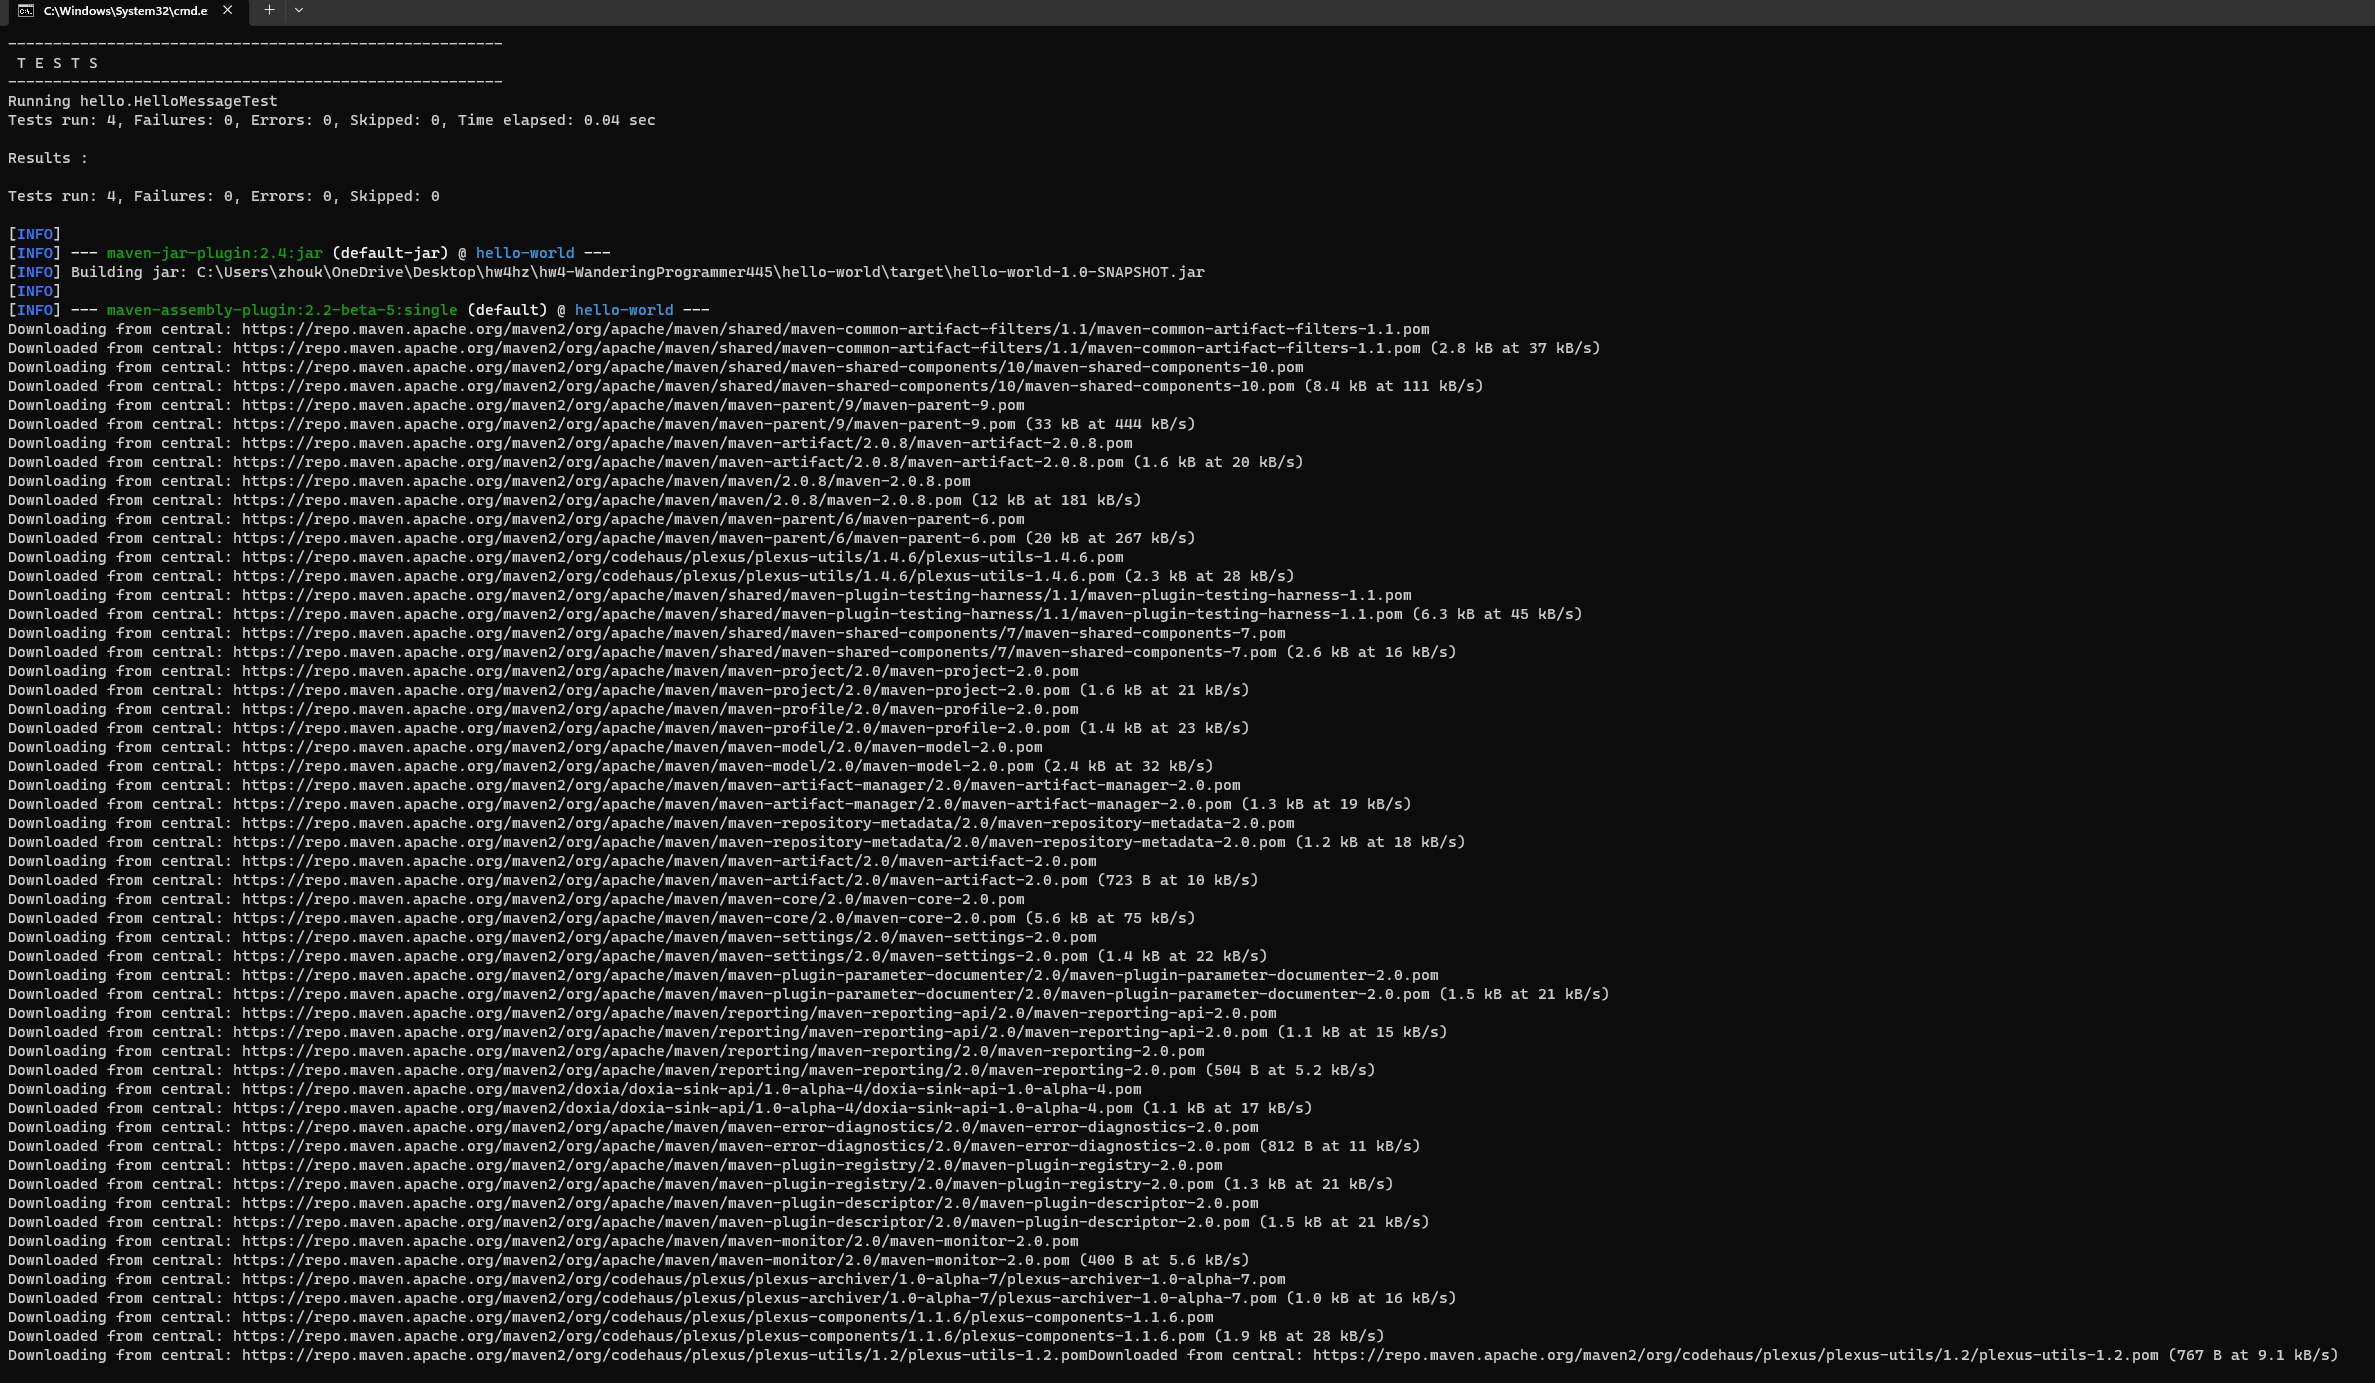 C:\Windows\System32\cmd.e
-------------------------------------------------------
T E S T S
-------------------------------------------------------
Running hello.HelloMessageTest
Tests run: 4, Failures: 0, Errors: 0, Skipped: 0, Time elapsed: 0.04 sec
Results :
Tests run: 4, Failures: 0, Errors: 0, Skipped: 0
[INFO]
[INFO] --- maven-jar-plugin:2.4:jar (default-jar) @ hello-world ---
[INFO] Building jar: C:\Users\zhouk\OneDrive\Desktop\hw4hz\hw4-WanderingProgrammer445\hello-world\target\hello-world-1.0-SNAPSHOT.jar
[INFO]
[INFO] --- maven-assembly-plugin:2.2-beta-5:single (default) @ hello-world ---
Downloading from central: https://repo.maven.apache.org/maven2/org/apache/maven/shared/maven-common-artifact-filters/1.1/maven-common-artifact-filters-1.1.pom
Downloaded from central: https://repo.maven.apache.org/maven2/org/apache/maven/shared/maven-common-artifact-filters/1.1/maven-common-artifact-filters-1.1.pom (2.8 kB at 37 kB/s)
Downloading from central: https://repo.maven.apache.org/maven2/org/apache/maven/shared/maven-shared-components/10/maven-shared-components-10.pom
Downloaded from central: https://repo.maven.apache.org/maven2/org/apache/maven/shared/maven-shared-components/10/maven-shared-components-10.pom (8.4 kB at 111 kB/s)
Downloading from central: https://repo.maven.apache.org/maven2/org/apache/maven/maven-parent/9/maven-parent-9.pom
Downloaded from central: https://repo.maven.apache.org/maven2/org/apache/maven/maven-parent/9/maven-parent-9.pom (33 kB at 444 kB/s)
Downloading from central: https://repo.maven.apache.org/maven2/org/apache/maven/maven-artifact/2.0.8/maven-artifact-2.0.8.pom
Downloaded from central: https://repo.maven.apache.org/maven2/org/apache/maven/maven-artifact/2.0.8/maven-artifact-2.0.8.pom (1.6 kB at 20 kB/s)
Downloading from central: https://repo.maven.apache.org/maven2/org/apache/maven/maven/2.0.8/maven-2.0.8.pom
Downloaded from central: https://repo.maven.apache.org/maven2/org/apache/maven/maven/2.0.8/maven-2.0.8.pom (12 kB at 181 kB/s)
Downloading from central: https://repo.maven.apache.org/maven2/org/apache/maven/maven-parent/6/maven-parent-6.pom
Downloaded from central: https://repo.maven.apache.org/maven2/org/apache/maven/maven-parent/6/maven-parent-6.pom (20 kB at 267 kB/s)
Downloading from central: https://repo.maven.apache.org/maven2/org/codehaus/plexus/plexus-utils/1.4.6/plexus-utils-1.4.6.pom
Downloaded from central: https://repo.maven.apache.org/maven2/org/codehaus/plexus/plexus-utils/1.4.6/plexus-utils-1.4.6.pom (2.3 kB at 28 kB/s)
Downloading from central: https://repo.maven.apache.org/maven2/org/apache/maven/shared/maven-plugin-testing-harness/1.1/maven-plugin-testing-harness-1.1.pom
Downloaded from central: https://repo.maven.apache.org/maven2/org/apache/maven/shared/maven-plugin-testing-harness/1.1/maven-plugin-testing-harness-1.1.pom (6.3 kB at 45 kB/s)
Downloading from central: https://repo.maven.apache.org/maven2/org/apache/maven/shared/maven-shared-components/7/maven-shared-components-7.pom
Downloaded from central: https://repo.maven.apache.org/maven2/org/apache/maven/shared/maven-shared-components/7/maven-shared-components-7.pom (2.6 kB at 16 kB/s)
Downloading from central: https://repo.maven.apache.org/maven2/org/apache/maven/maven-project/2.0/maven-project-2.0.pom
Downloaded from central: https://repo.maven.apache.org/maven2/org/apache/maven/maven-project/2.0/maven-project-2.0.pom (1.6 kB at 21 kB/s)
Downloading from central: https://repo.maven.apache.org/maven2/org/apache/maven/maven-profile/2.0/maven-profile-2.0.pom
Downloaded from central: https://repo.maven.apache.org/maven2/org/apache/maven/maven-profile/2.0/maven-profile-2.0.pom (1.4 kB at 23 kB/s)
Downloading from central: https://repo.maven.apache.org/maven2/org/apache/maven/maven-model/2.0/maven-model-2.0.pom
Downloaded from central: https://repo.maven.apache.org/maven2/org/apache/maven/maven-model/2.0/maven-model-2.0.pom (2.4 kB at 32 kB/s)
Downloading from central: https://repo.maven.apache.org/maven2/org/apache/maven/maven-artifact-manager/2.0/maven-artifact-manager-2.0.pom
Downloaded from central: https://repo.maven.apache.org/maven2/org/apache/maven/maven-artifact-manager/2.0/maven-artifact-manager-2.0.pom (1.3 kB at 19 kB/s)
Downloading from central: https://repo.maven.apache.org/maven2/org/apache/maven/maven-repository-metadata/2.0/maven-repository-metadata-2.0.pom
Downloaded from central: https://repo.maven.apache.org/maven2/org/apache/maven/maven-repository-metadata/2.0/maven-repository-metadata-2.0.pom (1.2 kB at 18 kB/s)
Downloading from central: https://repo.maven.apache.org/maven2/org/apache/maven/maven-artifact/2.0/maven-artifact-2.0.pom
Downloaded from central: https://repo.maven.apache.org/maven2/org/apache/maven/maven-artifact/2.0/maven-artifact-2.0.pom (723 B at 10 kB/s)
Downloading from central: https://repo.maven.apache.org/maven2/org/apache/maven/maven-core/2.0/maven-core-2.0.pom
Downloaded from central: https://repo.maven.apache.org/maven2/org/apache/maven/maven-core/2.0/maven-core-2.0.pom (5.6 kB at 75 kB/s)
Downloading from central: https://repo.maven.apache.org/maven2/org/apache/maven/maven-settings/2.0/maven-settings-2.0.pom
Downloaded from central: https://repo.maven.apache.org/maven2/org/apache/maven/maven-settings/2.0/maven-settings-2.0.pom (1.4 kB at 22 kB/s)
Downloading from central: https://repo.maven.apache.org/maven2/org/apache/maven/maven-plugin-parameter-documenter/2.0/maven-plugin-parameter-documenter-2.0.pom
Downloaded from central: https://repo.maven.apache.org/maven2/org/apache/maven/maven-plugin-parameter-documenter/2.0/maven-plugin-parameter-documenter-2.0.pom (1.5 kB at 21 kB/s)
Downloading from central: https://repo.maven.apache.org/maven2/org/apache/maven/reporting/maven-reporting-api/2.0/maven-reporting-api-2.0.pom
Downloaded from central: https://repo.maven.apache.org/maven2/org/apache/maven/reporting/maven-reporting-api/2.0/maven-reporting-api-2.0.pom (1.1 kB at 15 kB/s)
Downloading from central: https://repo.maven.apache.org/maven2/org/apache/maven/reporting/maven-reporting/2.0/maven-reporting-2.0.pom
Downloaded from central: https://repo.maven.apache.org/maven2/org/apache/maven/reporting/maven-reporting/2.0/maven-reporting-2.0.pom (504 B at 5.2 kB/s)
Downloading from central: https://repo.maven.apache.org/maven2/doxia/doxia-sink-api/1.0-alpha-4/doxia-sink-api-1.0-alpha-4.pom
Downloaded from central: https://repo.maven.apache.org/maven2/doxia/doxia-sink-api/1.0-alpha-4/doxia-sink-api-1.0-alpha-4.pom (1.1 kB at 17 kB/s)
Downloading from central: https://repo.maven.apache.org/maven2/org/apache/maven/maven-error-diagnostics/2.0/maven-error-diagnostics-2.0.pom
Downloaded from central: https://repo.maven.apache.org/maven2/org/apache/maven/maven-error-diagnostics/2.0/maven-error-diagnostics-2.0.pom (812 B at 11 kB/s)
Downloading from central: https://repo.maven.apache.org/maven2/org/apache/maven/maven-plugin-registry/2.0/maven-plugin-registry-2.0.pom
Downloaded from central: https://repo.maven.apache.org/maven2/org/apache/maven/maven-plugin-registry/2.0/maven-plugin-registry-2.0.pom (1.3 kB at 21 kB/s)
Downloading from central: https://repo.maven.apache.org/maven2/org/apache/maven/maven-plugin-descriptor/2.0/maven-plugin-descriptor-2.0.pom
Downloaded from central: https://repo.maven.apache.org/maven2/org/apache/maven/maven-plugin-descriptor/2.0/maven-plugin-descriptor-2.0.pom (1.5 kB at 21 kB/s)
Downloading from central: https://repo.maven.apache.org/maven2/org/apache/maven/maven-monitor/2.0/maven-monitor-2.0.pom
Downloaded from central: https://repo.maven.apache.org/maven2/org/apache/maven/maven-monitor/2.0/maven-monitor-2.0.pom (400 B at 5.6 kB/s)
Downloading from central: https://repo.maven.apache.org/maven2/org/codehaus/plexus/plexus-archiver/1.0-alpha-7/plexus-archiver-1.0-alpha-7.pom
Downloaded from central: https://repo.maven.apache.org/maven2/org/codehaus/plexus/plexus-archiver/1.0-alpha-7/plexus-archiver-1.0-alpha-7.pom (1.0 kB at 16 kB/s)
Downloading from central: https://repo.maven.apache.org/maven2/org/codehaus/plexus/plexus-components/1.1.6/plexus-components-1.1.6.pom
Downloaded from central: https://repo.maven.apache.org/maven2/org/codehaus/plexus/plexus-components/1.1.6/plexus-components-1.1.6.pom (1.9 kB at 28 kB/s)
Downloading from central: https://repo.maven.apache.org/maven2/org/codehaus/plexus/plexus-utils/1.2/plexus-utils-1.2.pomDownloaded from central: https://repo.maven.apache.org/maven2/org/codehaus/plexus/plexus-utils/1.2/plexus-utils-1.2.pom (767 B at 9.1 kB/s)